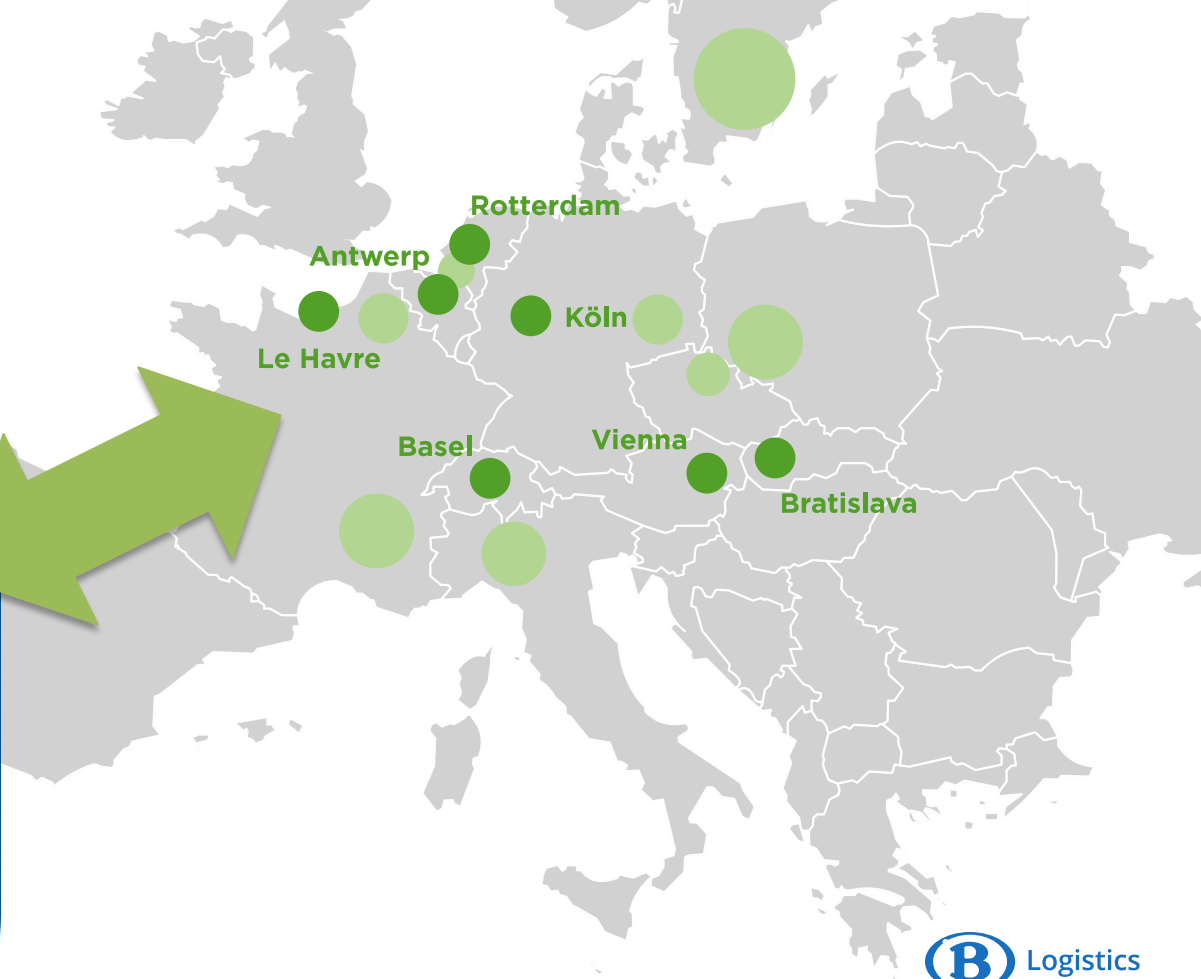 Rotterdam
Antwerp
Köln
Le Havre
Basel
Vienna
Bratislava
B Logistics